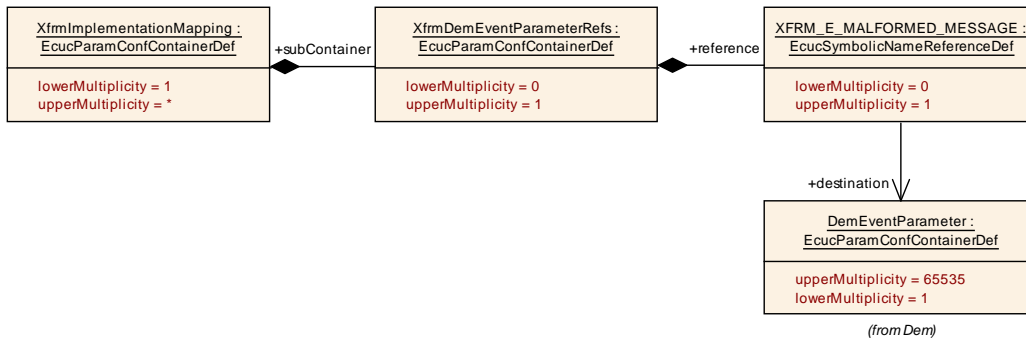 XfrmImplementationMapping :
EcucParamConfContainerDef
lowerMultiplicity = 1
upperMultiplicity = *
+subContainer
XfrmDemEventParameterRefs :
EcucParamConfContainerDef
lowerMultiplicity = 0
upperMultiplicity = 1
+reference
XFRM_E_MALFORMED_MESSAGE :
EcucSymbolicNameReferenceDef
lowerMultiplicity = 0
upperMultiplicity = 1
+destination
DemEventParameter :
EcucParamConfContainerDef
upperMultiplicity = 65535
lowerMultiplicity = 1
(from Dem)